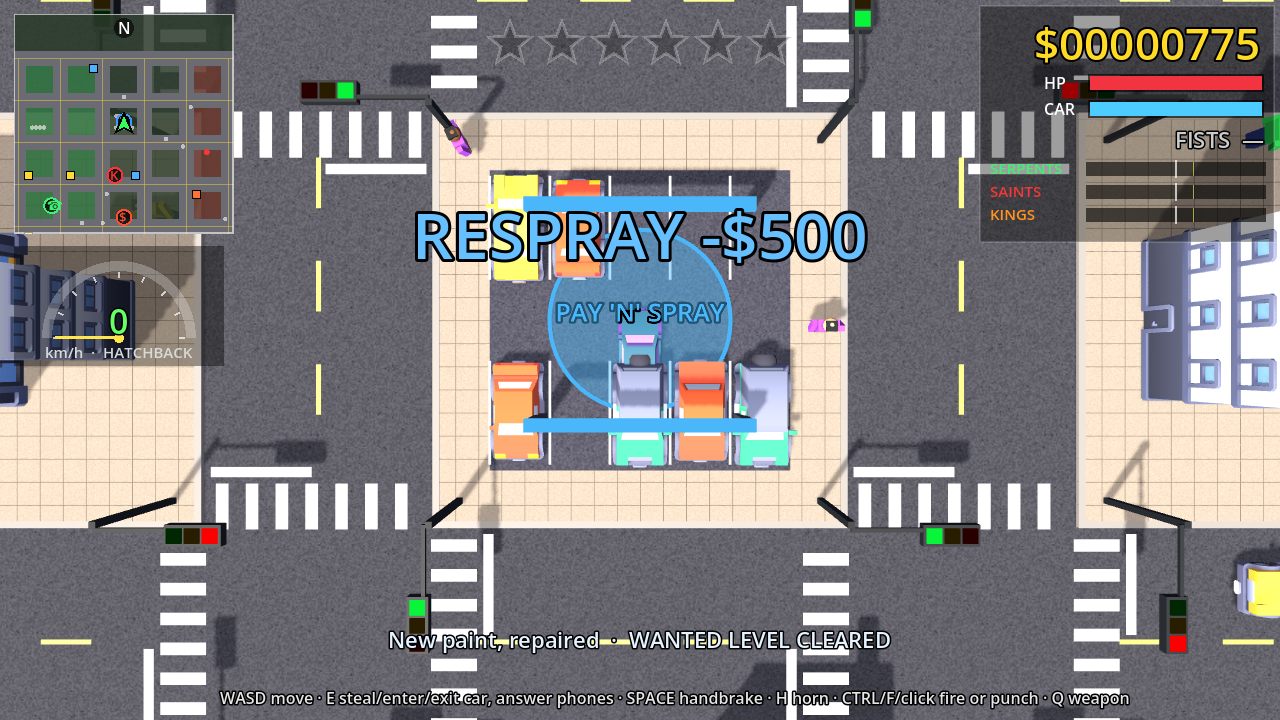 N
$00000775
HP
CAR
FISTS
SERPENTS
SAINTS
KINGS
K
$
RESPRAY -$500
PAY 'N' SPRAY
0
km/h · HATCHBACK
New paint, repaired · WANTED LEVEL CLEARED
WASD move · E steal/enter/exit car, answer phones · SPACE handbrake · H horn · CTRL/F/click fire or punch · Q weapon